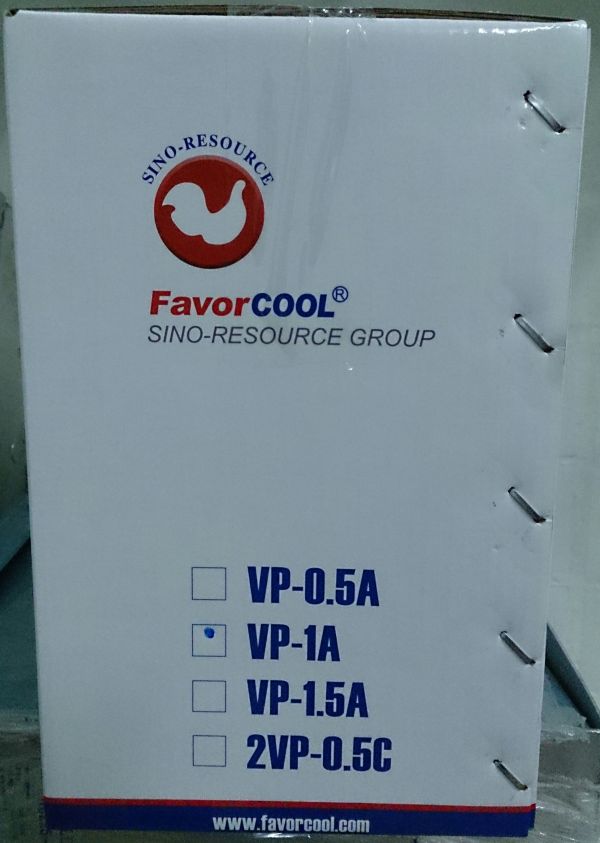 SINO-RESOURCE
FavorCOOL®
SINO-RESOURCE GROUP
VP-0.5A
VP-1A
VP-1.5A
2VP-0.5C
www.favorcool.com